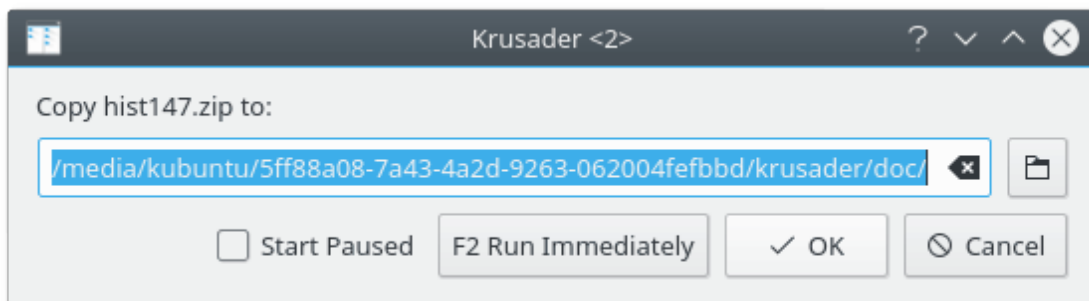 Krusader <2>
Copy hist147.zip to:
/media/kubuntu/5ff88a08-7a43-4a2d-9263-062004fefbbd/krusader/doc/
Start Paused
F2 Run Immediately
OK
Cancel